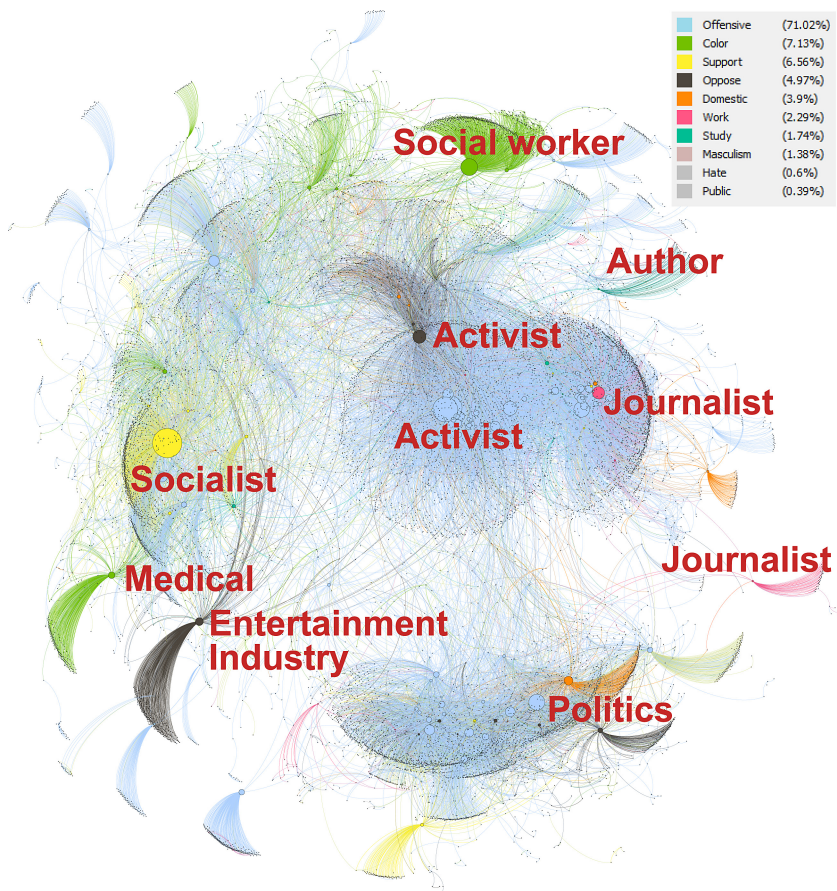 Offensive (71.02%)
Color (7.13%)
Support (6.56%)
Oppose (4.97%)
Domestic (3.9%)
Work (2.29%)
Study (1.74%)
Masculism (1.38%)
Hate (0.6%)
Public (0.39%)
Social worker
Author
Activist
Journalist
Activist
Socialist
Journalist
Medical
Entertainment
Industry
Politics